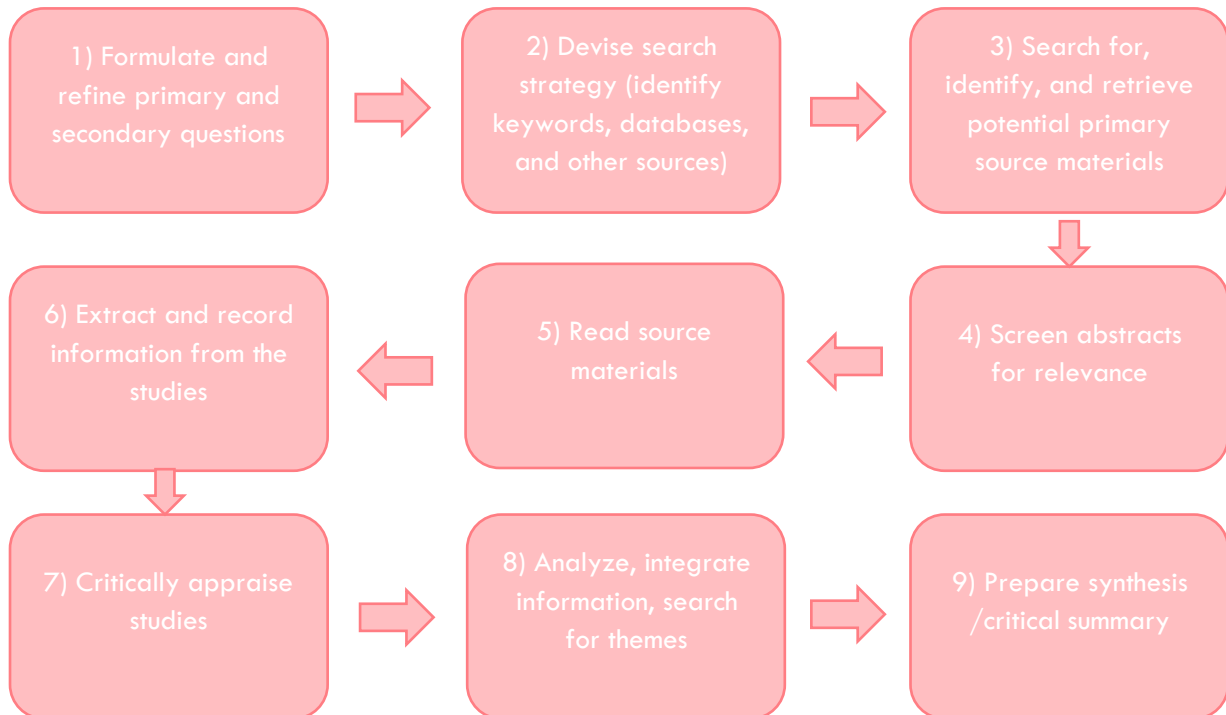 1) Formulate and
refine primary and
secondary questions
2) Devise search
strategy (identify
keywords, databases,
and other sources)
3) Search for,
identify, and retrieve
potential primary
source materials
4) Screen abstracts
for relevance
5) Read source
materials
6) Extract and record
information from the
studies
7) Critically appraise
studies
8) Analyze, integrate
information, search
for themes
9) Prepare synthesis
/critical summary